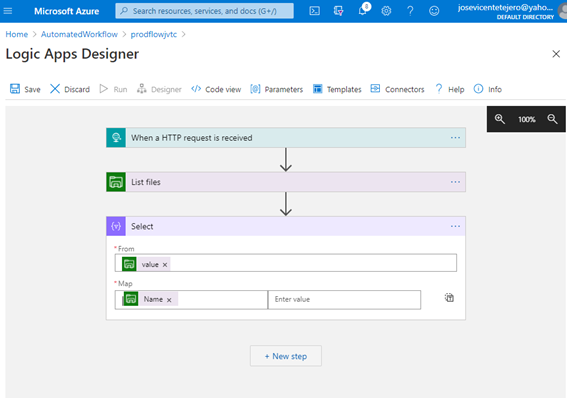 Microsoft Azure
Search resources, services, and docs (G+/)
8
josevicentetejero@yaho...
DEFAULT DIRECTORY
Home > AutomatedWorkflow > prodflowjvtc >
Logic Apps Designer
Save Discard Run Designer Code view Parameters Templates Connectors Help Info
100%
When a HTTP request is received
List files
Select
* From
value ×
* Map
Name ×
Enter value
+ New step